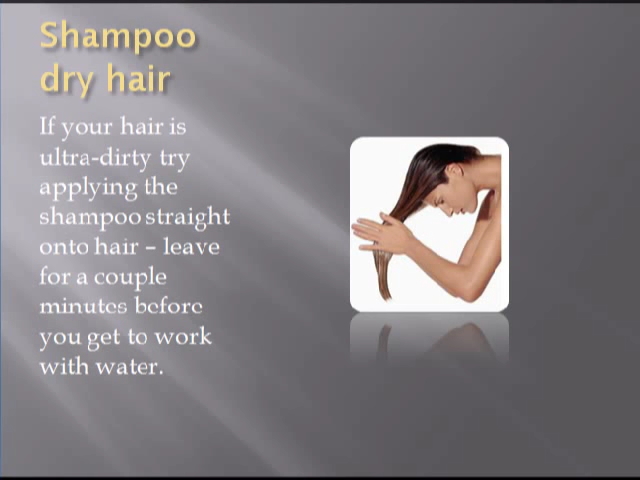 Shampoo
dry hair
If your hair is
ultra-dirty try
applying the
shampoo straight
onto hair – leave
for a couple
minutes before
you get to work
with water.